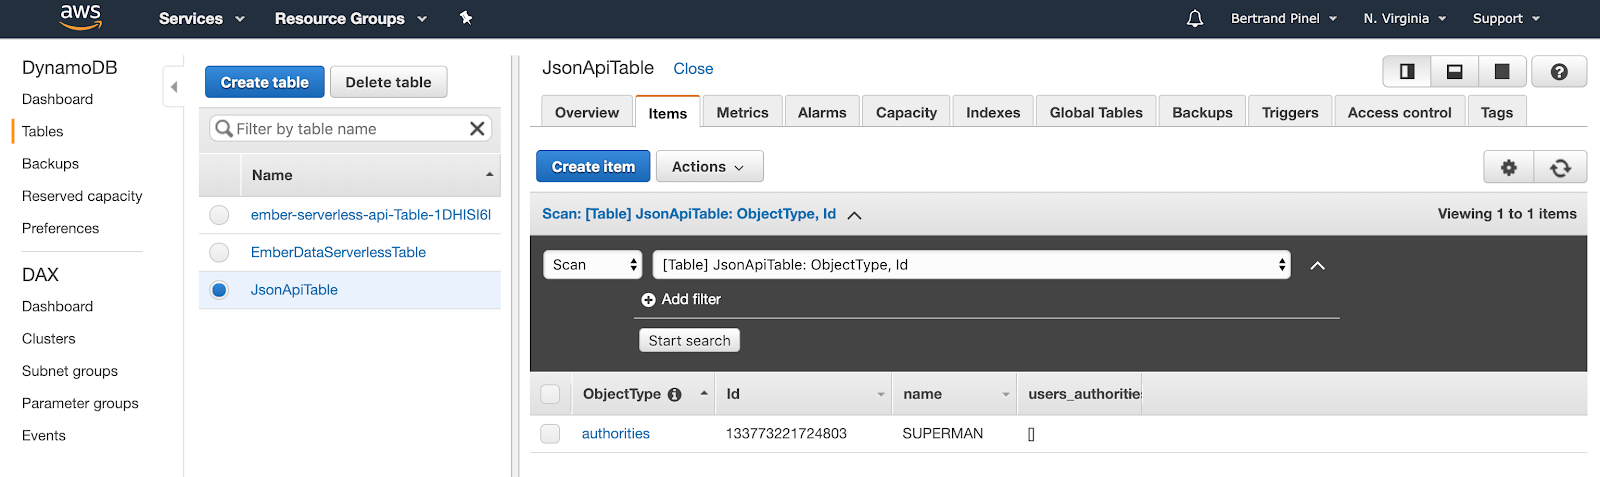 aws Services Resource Groups Bertrand Pinel N. Virginia Support
DynamoDB
Dashboard
Tables
Backups
Reserved capacity
Preferences
DAX
Dashboard
Clusters
Subnet groups
Parameter groups
Events
Create table Delete table
Filter by table name
Name
ember-serverless-api-Table-1DHISI6I
EmberDataServerlessTable
JsonApiTable
JsonApiTable Close
Overview Items Metrics Alarms Capacity Indexes Global Tables Backups Triggers Access control Tags
Create item Actions
Scan: [Table] JsonApiTable: ObjectType, Id Viewing 1 to 1 items
Scan [Table] JsonApiTable: ObjectType, Id
Add filter
Start search
ObjectType Id name users_authorities
authorities 133773221724803 SUPERMAN []